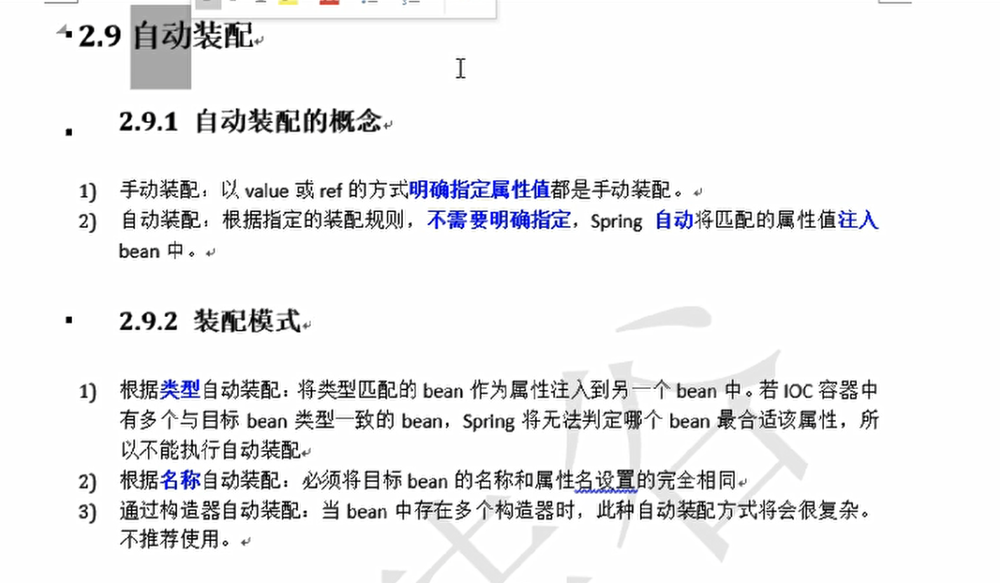 2.9 自动装配
2.9.1 自动装配的概念
1) 手动装配：以 value 或 ref 的方式明确指定属性值都是手动装配。
2) 自动装配：根据指定的装配规则，不需要明确指定，Spring 自动将匹配的属性值注入
bean 中。
2.9.2 装配模式
1) 根据类型自动装配：将类型匹配的 bean 作为属性注入到另一个 bean 中。若 IOC 容器中
有多个与目标 bean 类型一致的 bean，Spring 将无法判定哪个 bean 最合适该属性，所
以不能执行自动装配
2) 根据名称自动装配：必须将目标 bean 的名称和属性名设置的完全相同
3) 通过构造器自动装配：当 bean 中存在多个构造器时，此种自动装配方式将会很复杂。
不推荐使用。